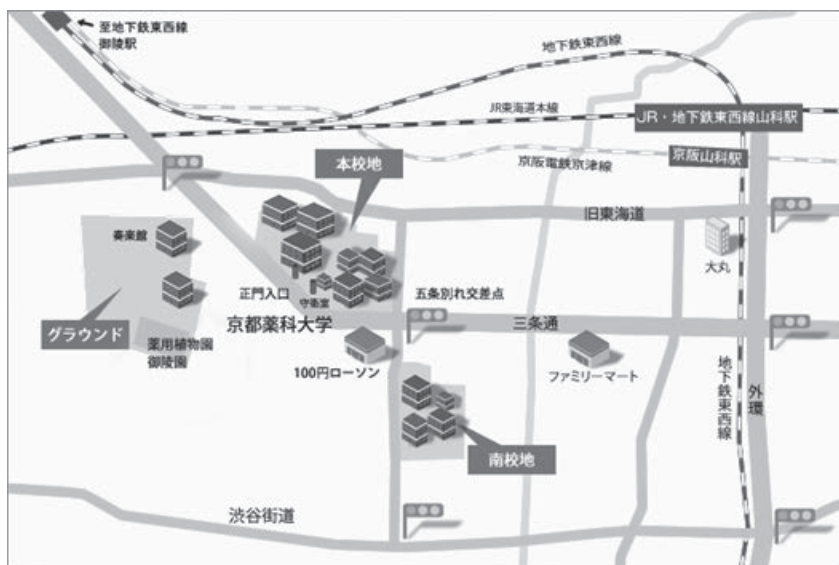 至地下鉄東西線
御陵駅
地下鉄東西線
JR東海道本線
JR・地下鉄東西線山科駅
京阪山科駅
京阪電鉄京津線
本校地
旧東海道
奏楽館
大丸
正門入口
守衛室
五条別れ交差点
グラウンド
京都薬科大学
三条通
薬用植物園
御陵園
100円ローソン
ファミリーマート
地下鉄東西線
外環
南校地
渋谷街道